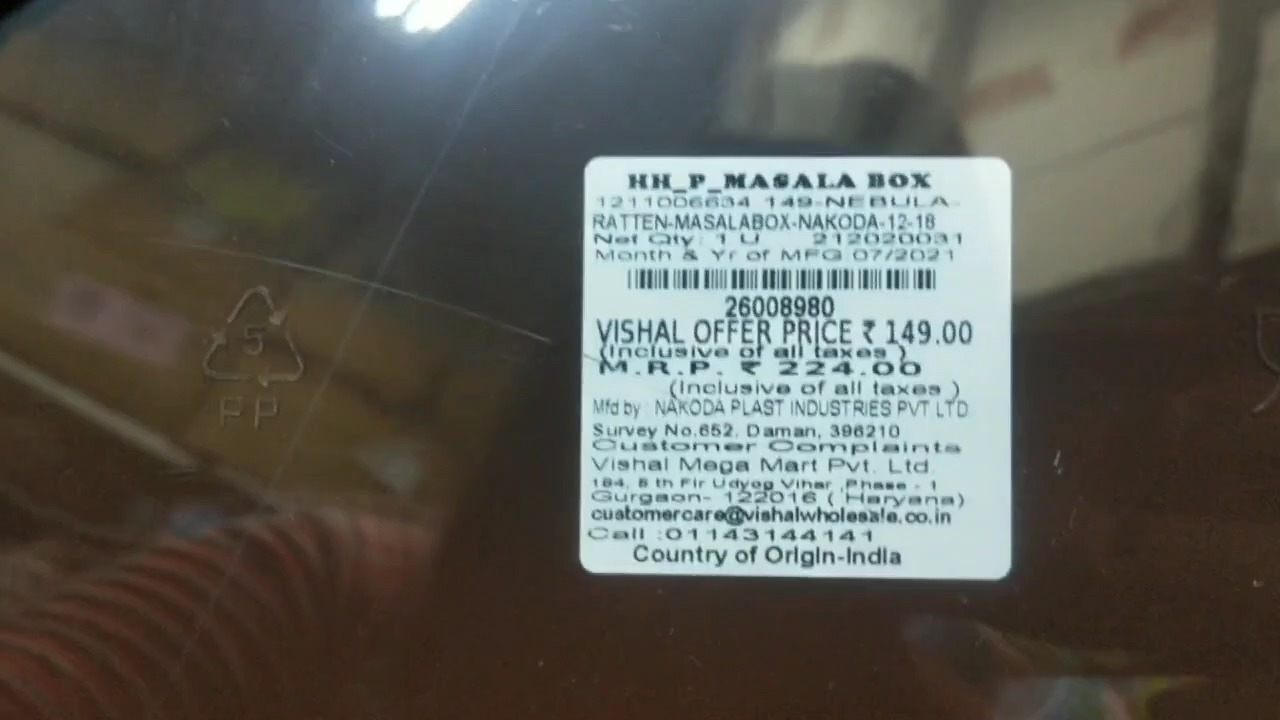 HH_P_MASALA BOX
1211006634 149-NEBULA-
RATTEN-MASALABOX-NAKODA-12-18
Net Qty: 1 U 212020031
Month & Yr of MFG 07/2021
26008980
VISHAL OFFER PRICE ₹ 149.00
(Inclusive of all taxes )
M.R.P. ₹ 224.00
(Inclusive of all taxes )
Mfd by : NAKODA PLAST INDUSTRIES PVT LTD
Survey No.652, Daman, 396210
Customer Complaints
Vishal Mega Mart Pvt. Ltd.
184, 5 th Flr Udyog Vihar ,Phase - 1
Gurgaon- 122016 ( Haryana)
customercare@vishalwholesale.co.in
Call :01143144141
Country of Origin-India
5
PP